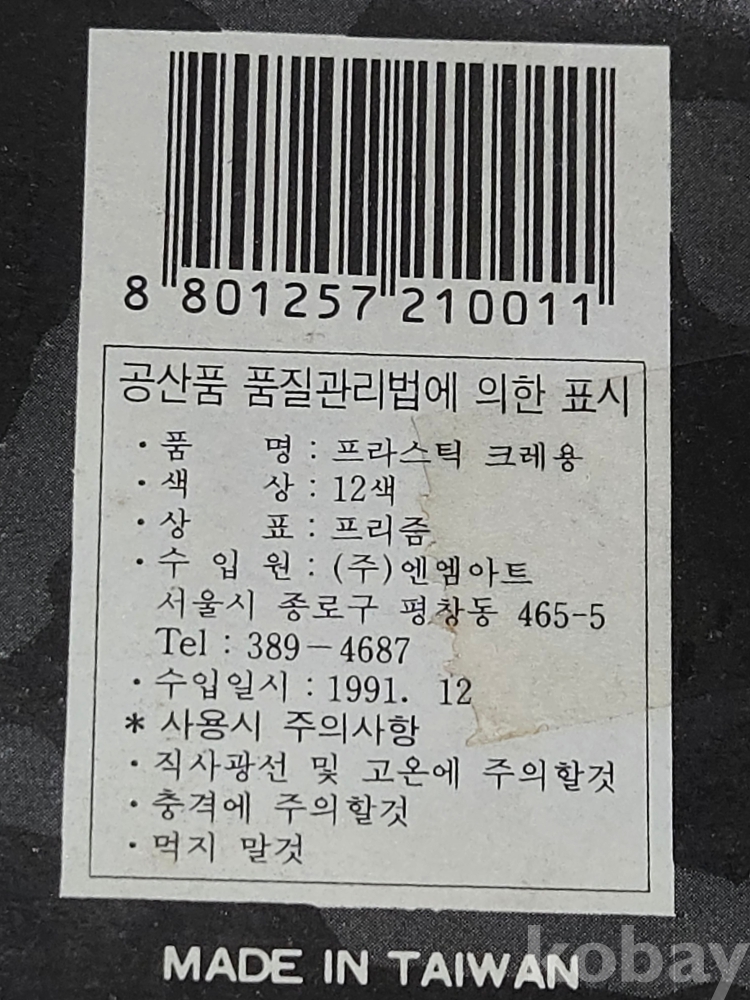 8 801257 210011
공산품 품질관리법에 의한 표시
· 품 명 : 프라스틱 크레용
· 색 상 : 12색
· 상 표 : 프리즘
· 수 입 원 : (주)엔엠아트
서울시 종로구 평창동 465-5
Tel : 389-4687
· 수입일시 : 1991. 12
* 사용시 주의사항
· 직사광선 및 고온에 주의할것
· 충격에 주의할것
· 먹지 말것
MADE IN TAIWAN
kobay